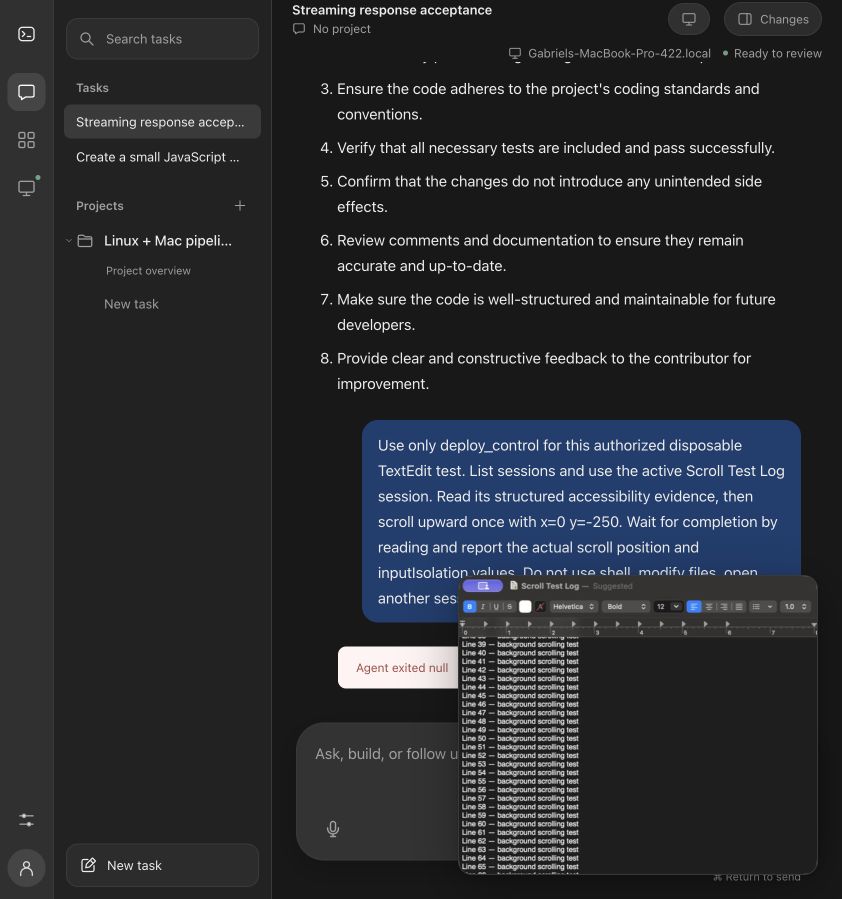 Streaming response acceptance
No project
Changes
Gabriels-MacBook-Pro-422.local
Ready to review
Search tasks
Tasks
Streaming response accep...
Create a small JavaScript ...
Projects
Linux + Mac pipeli...
Project overview
New task
3. Ensure the code adheres to the project's coding standards and
conventions.
4. Verify that all necessary tests are included and pass successfully.
5. Confirm that the changes do not introduce any unintended side
effects.
6. Review comments and documentation to ensure they remain
accurate and up-to-date.
7. Make sure the code is well-structured and maintainable for future
developers.
8. Provide clear and constructive feedback to the contributor for
improvement.
Use only deploy_control for this authorized disposable
TextEdit test. List sessions and use the active Scroll Test Log
session. Read its structured accessibility evidence, then
scroll upward once with x=0 y=-250. Wait for completion by
reading and report the actual scroll position and
inputIsolation values. Do not use shell, modify files, open
another ses
Agent exited null
Ask, build, or follow u
Scroll Test Log — Suggested
B I U S Helvetica Bold 12 1.0
0 1 2 3 4 5 6 7
Line 39 — background scrolling test
Line 40 — background scrolling test
Line 41 — background scrolling test
Line 42 — background scrolling test
Line 43 — background scrolling test
Line 44 — background scrolling test
Line 45 — background scrolling test
Line 46 — background scrolling test
Line 47 — background scrolling test
Line 48 — background scrolling test
Line 49 — background scrolling test
Line 50 — background scrolling test
Line 51 — background scrolling test
Line 52 — background scrolling test
Line 53 — background scrolling test
Line 54 — background scrolling test
Line 55 — background scrolling test
Line 56 — background scrolling test
Line 57 — background scrolling test
Line 58 — background scrolling test
Line 59 — background scrolling test
Line 60 — background scrolling test
Line 61 — background scrolling test
Line 62 — background scrolling test
Line 63 — background scrolling test
Line 64 — background scrolling test
Line 65 — background scrolling test
⌘ Return to send
New task